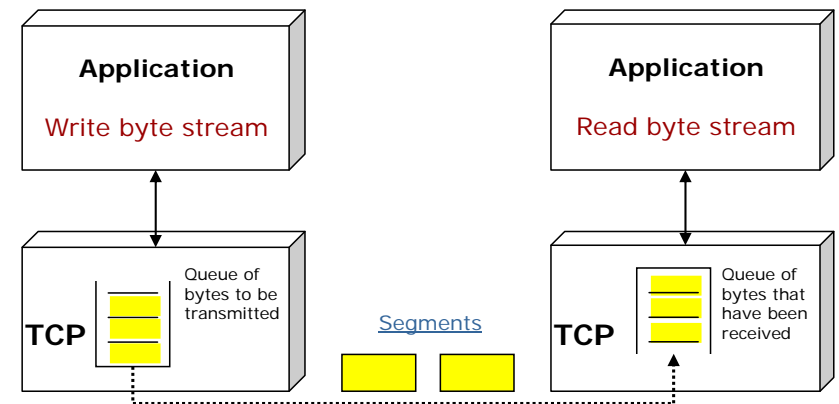 Application
Write byte stream
Application
Read byte stream
TCP
Queue of
bytes to be
transmitted
Segments
TCP
Queue of
bytes that
have been
received